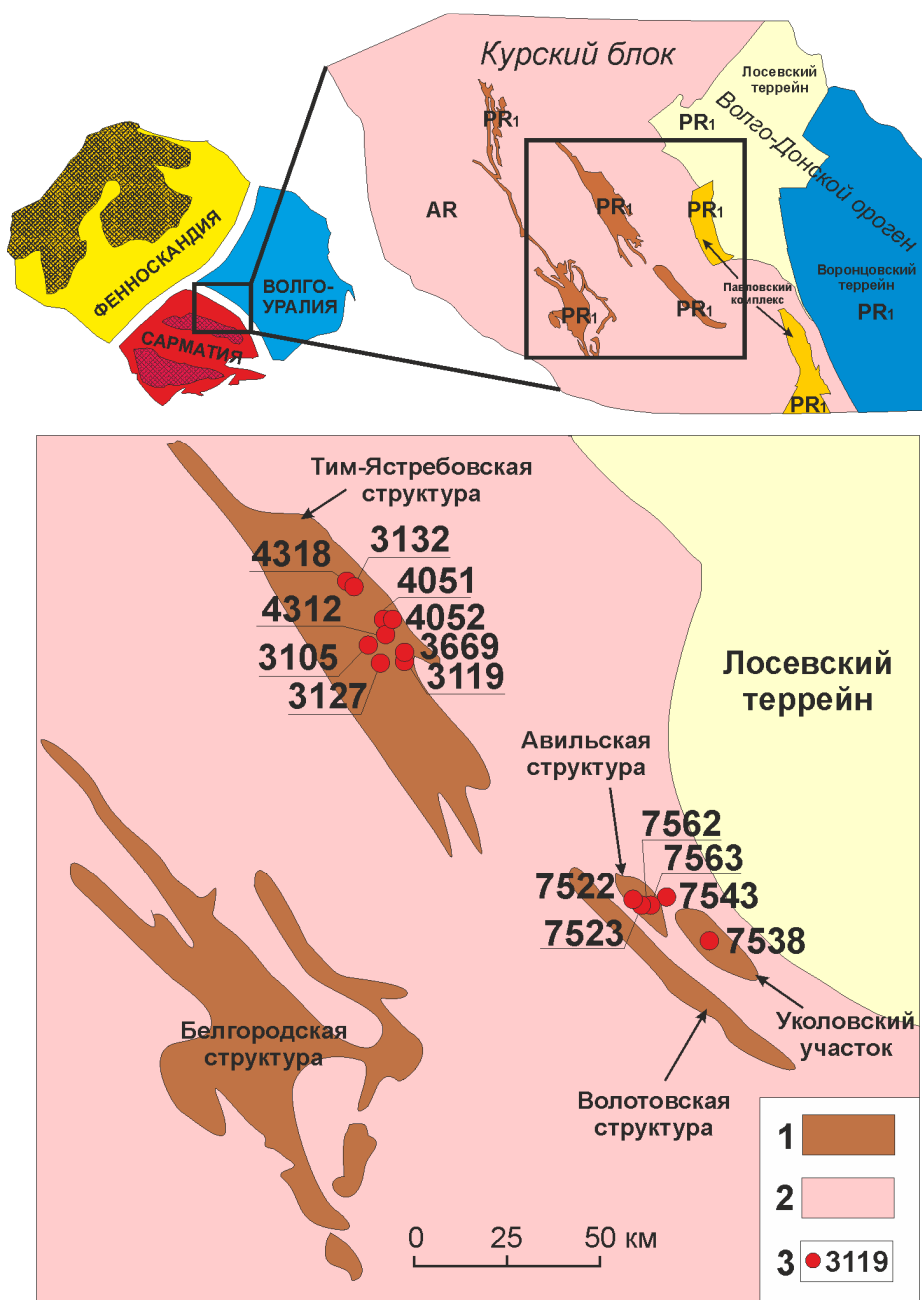 Курский блок
Лосевский
террейн
Волго-Донской ороген
PR1
PR1
AR
PR1
PR1
ФЕННОСКАНДИЯ
ВОЛГО-
УРАЛИЯ
Воронцовский
террейн
PR1
Павловский
комплекс
PR1
PR1
САРМАТИЯ
PR1
Тим-Ястребовская
структура
4318
3132
4051
4312
4052
3105
3669
3127
3119
Лосевский
террейн
Авильская
структура
7562
7563
7522
7543
7523
7538
Белгородская
структура
Уколовский
участок
Волотовская
структура
0 25 50 км
1
2
3 3119